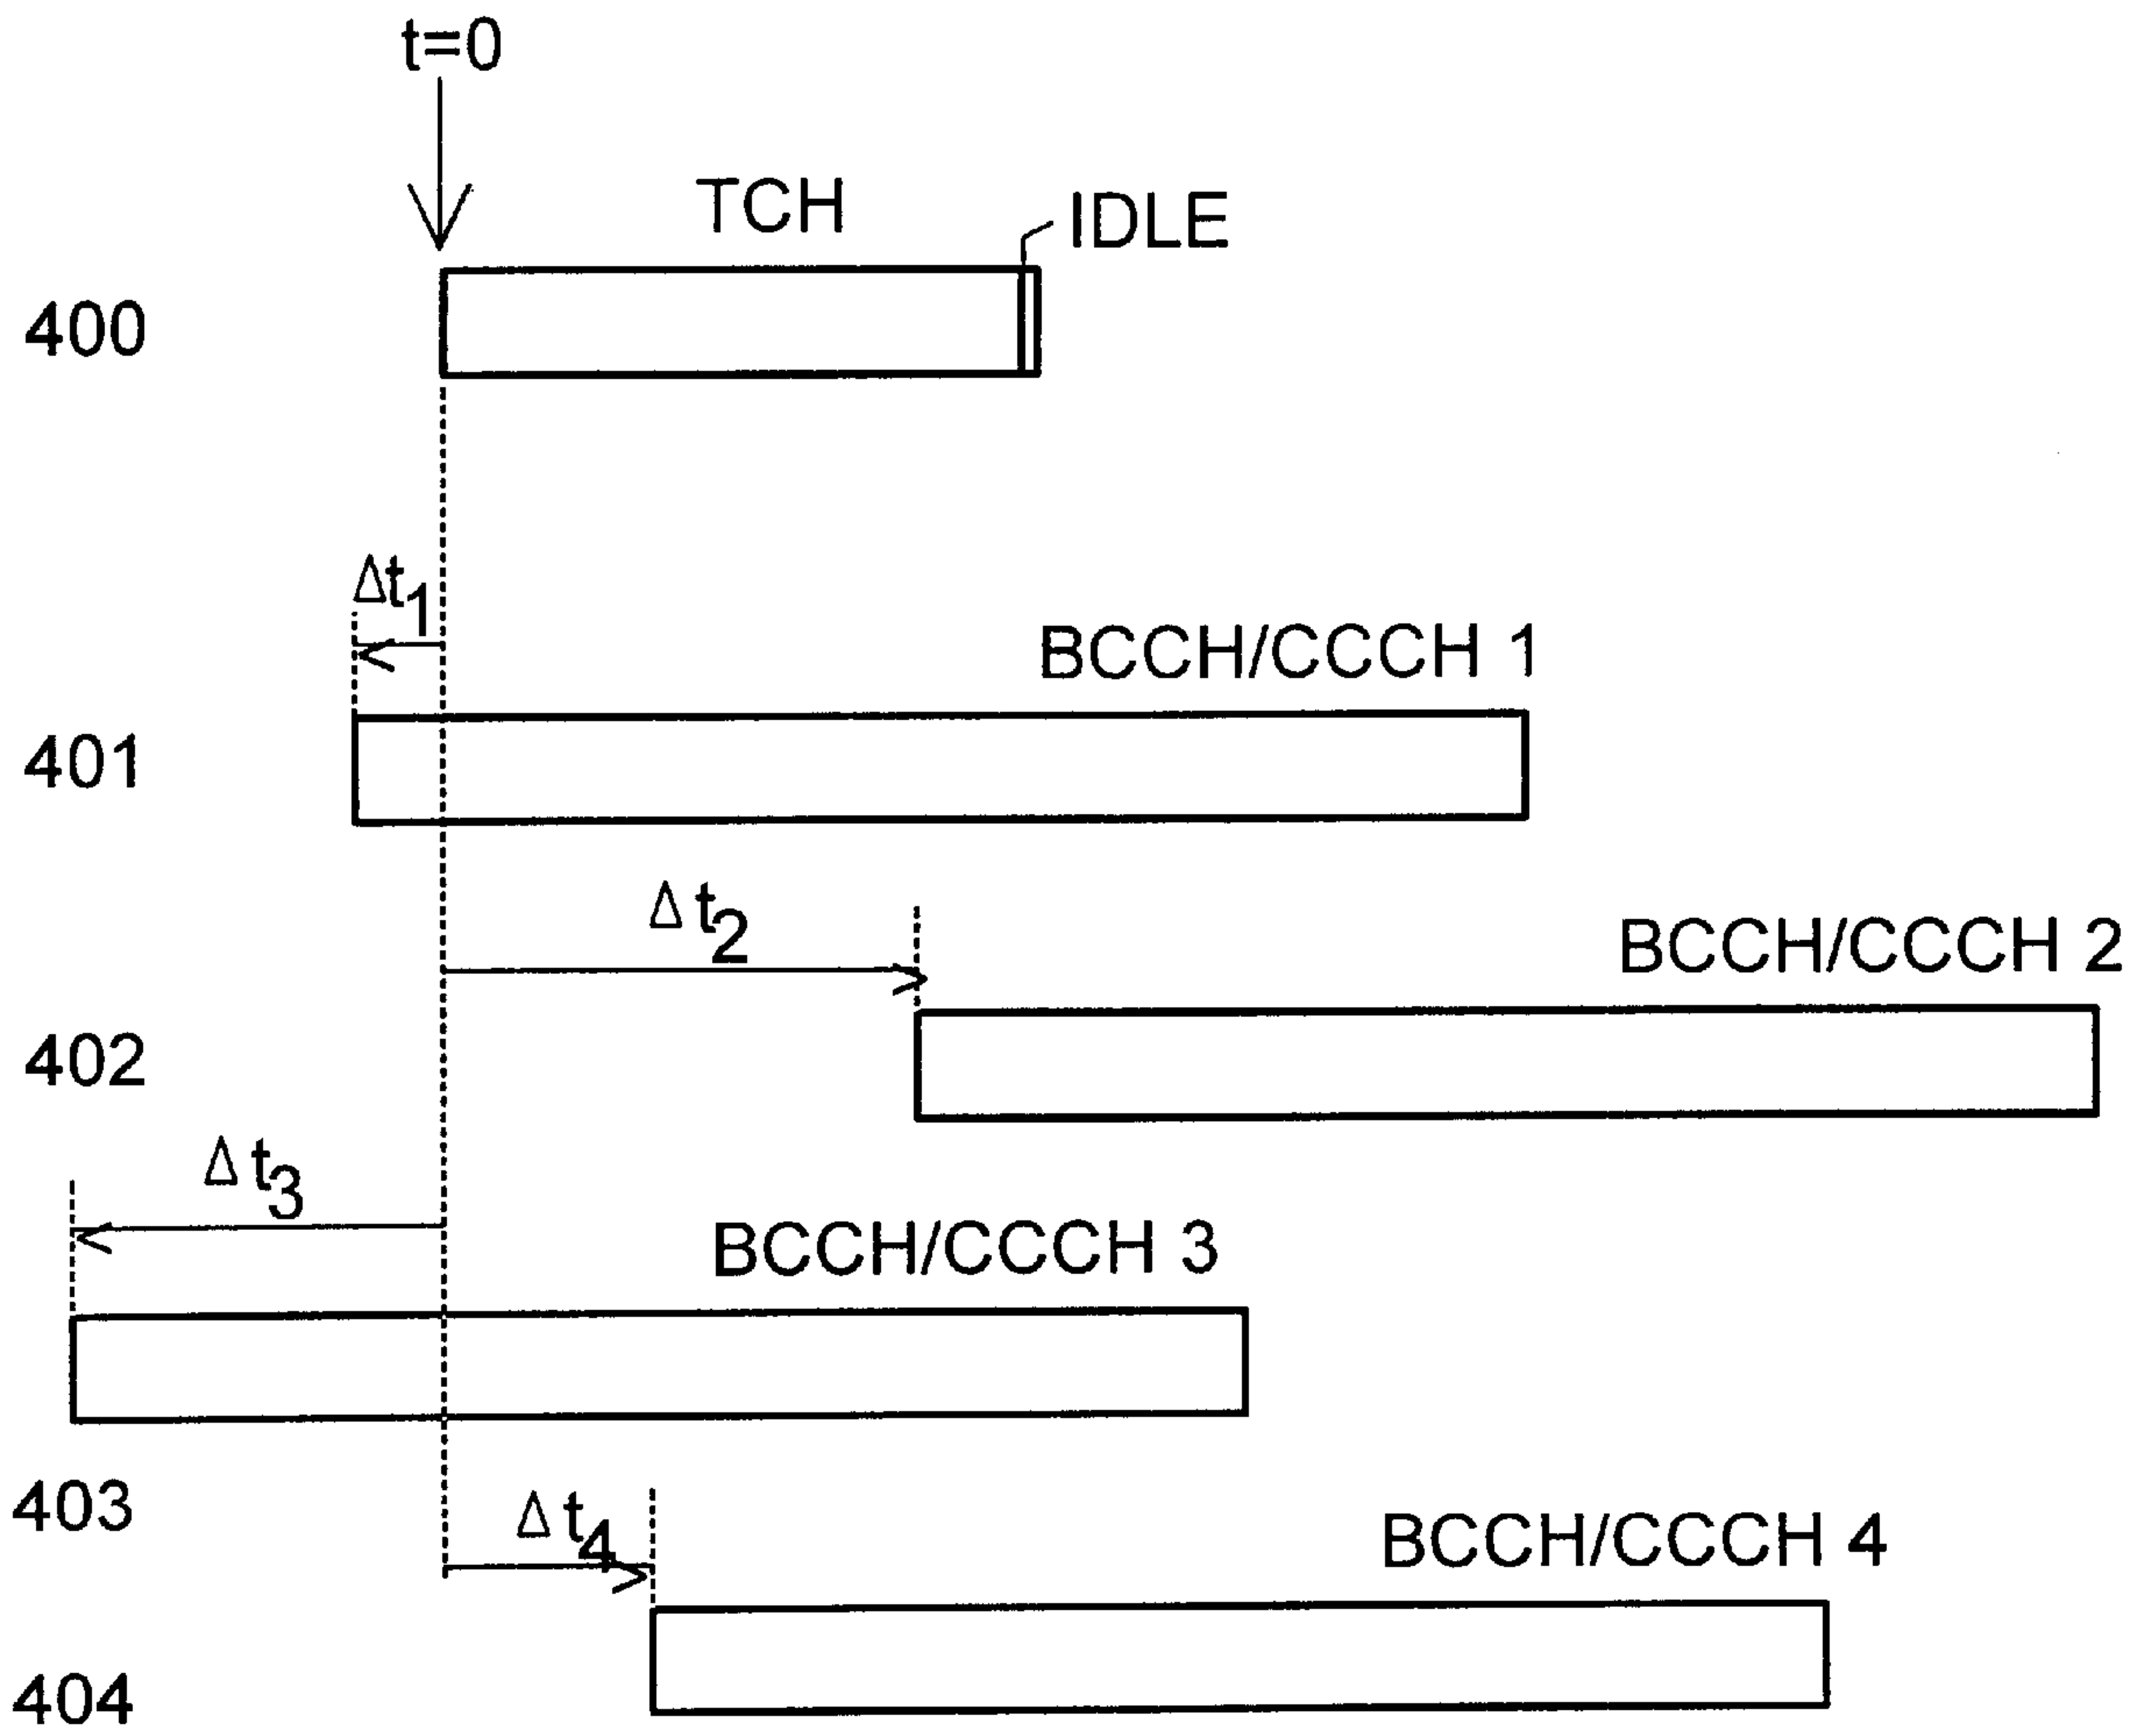 t=0
TCH
IDLE
400
Δt1
BCCH/CCCH 1
401
Δt2
BCCH/CCCH 2
402
Δt3
BCCH/CCCH 3
403
Δt4
BCCH/CCCH 4
404